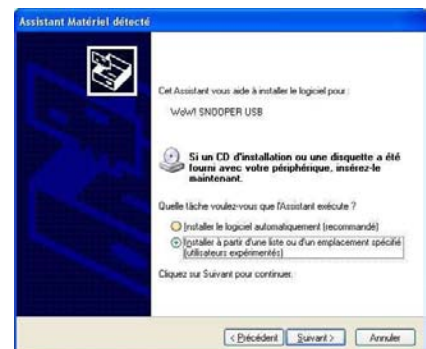 Assistant Matériel détecté
Cet Assistant vous aide à installer le logiciel pour :
WoW! SNOOPER USB
Si un CD d'installation ou une disquette a été
fourni avec votre périphérique, insérez-le
maintenant.
Quelle tâche voulez-vous que l'Assistant exécute ?
Installer le logiciel automatiquement (recommandé)
Installer à partir d'une liste ou d'un emplacement spécifié
(utilisateurs expérimentés)
Cliquez sur Suivant pour continuer.
< Précédent
Suivant >
Annuler